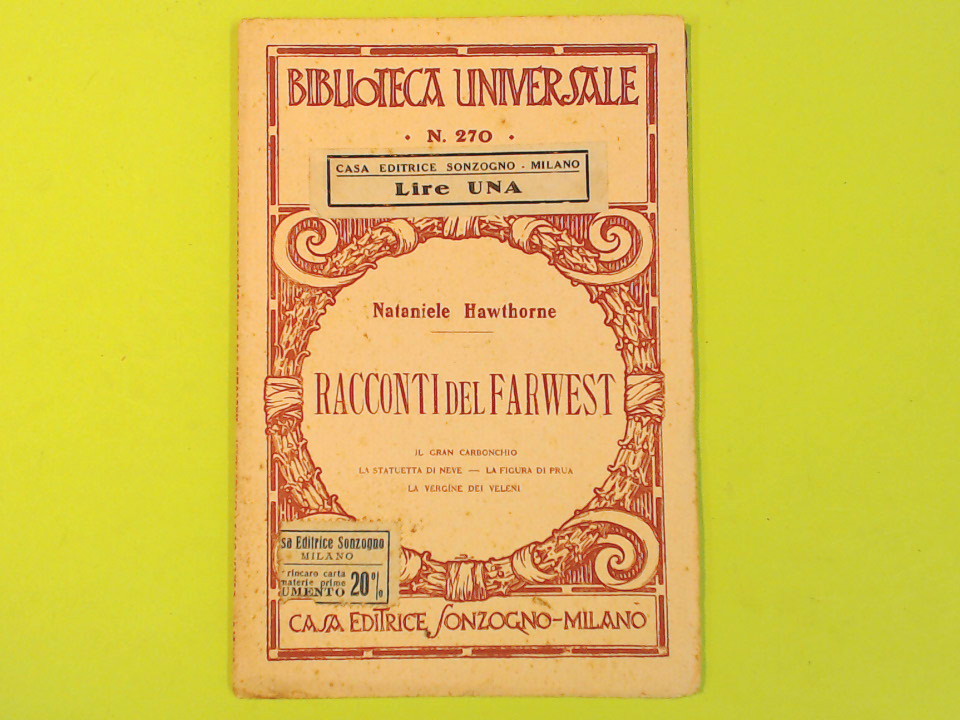 BIBLIOTECA UNIVERSALE
• N. 270 •
CASA EDITRICE SONZOGNO - MILANO
Lire UNA
Nataniele Hawthorne
RACCONTI DEL FARWEST
IL GRAN CARBONCHIO
LA STATUETTA DI NEVE — LA FIGURA DI PRUA
LA VERGINE DEI VELENI
sa Editrice Sonzogno
MILANO
rincaro carta
materie prime
UMENTO 20%
CASA EDITRICE SONZOGNO-MILANO